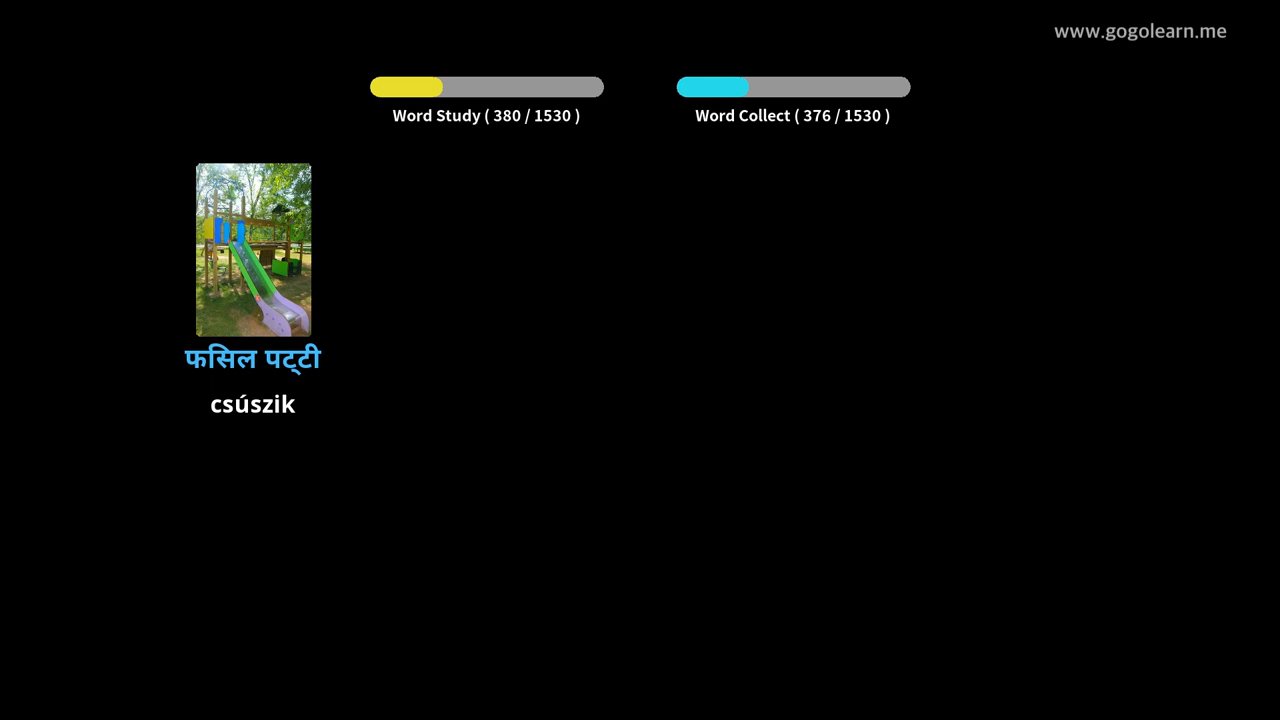 www.gogolearn.me
Word Study ( 380 / 1530 )
Word Collect ( 376 / 1530 )
फसिल पट्टी
csúszik